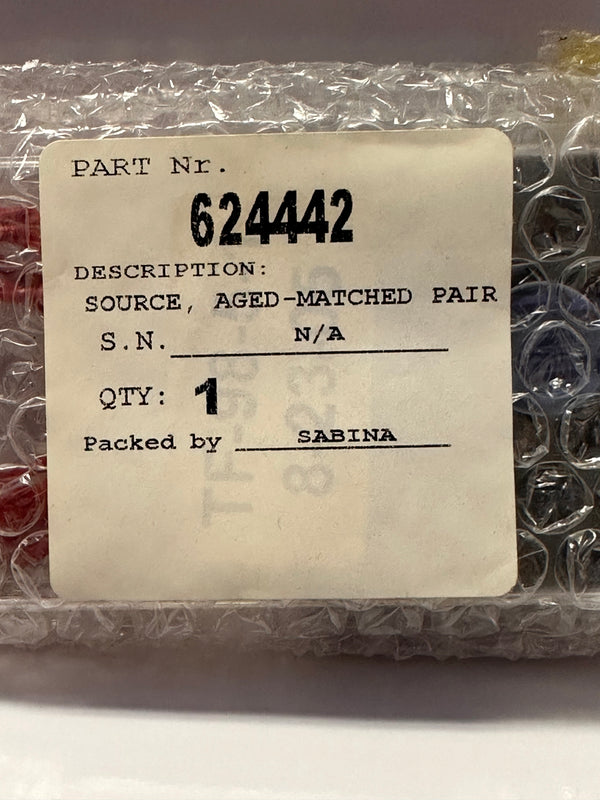 PART Nr.
624442
DESCRIPTION:
SOURCE, AGED-MATCHED PAIR
S.N. N/A
QTY: 1
Packed by SABINA